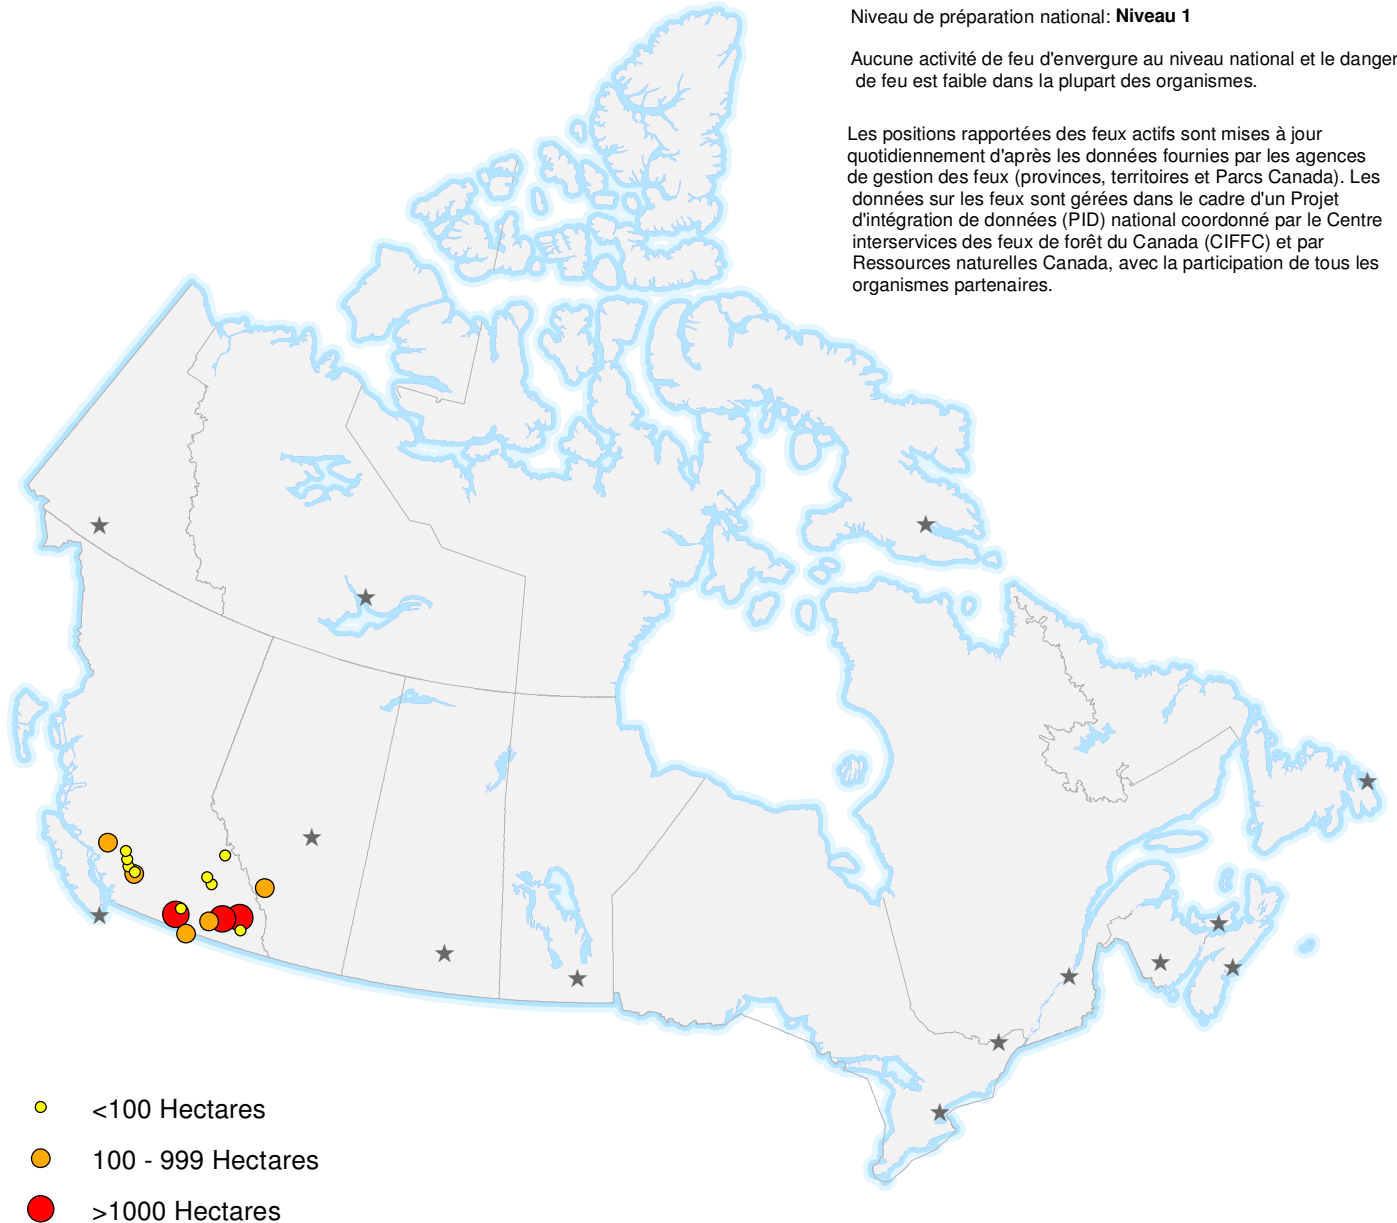 Niveau de préparation national: Niveau 1
Aucune activité de feu d'envergure au niveau national et le danger
de feu est faible dans la plupart des organismes.
Les positions rapportées des feux actifs sont mises à jour
quotidiennement d'après les données fournies par les agences
de gestion des feux (provinces, territoires et Parcs Canada). Les
données sur les feux sont gérées dans le cadre d'un Projet
d'intégration de données (PID) national coordonné par le Centre
interservices des feux de forêt du Canada (CIFFC) et par
Ressources naturelles Canada, avec la participation de tous les
organismes partenaires.
<100 Hectares
100 - 999 Hectares
>1000 Hectares